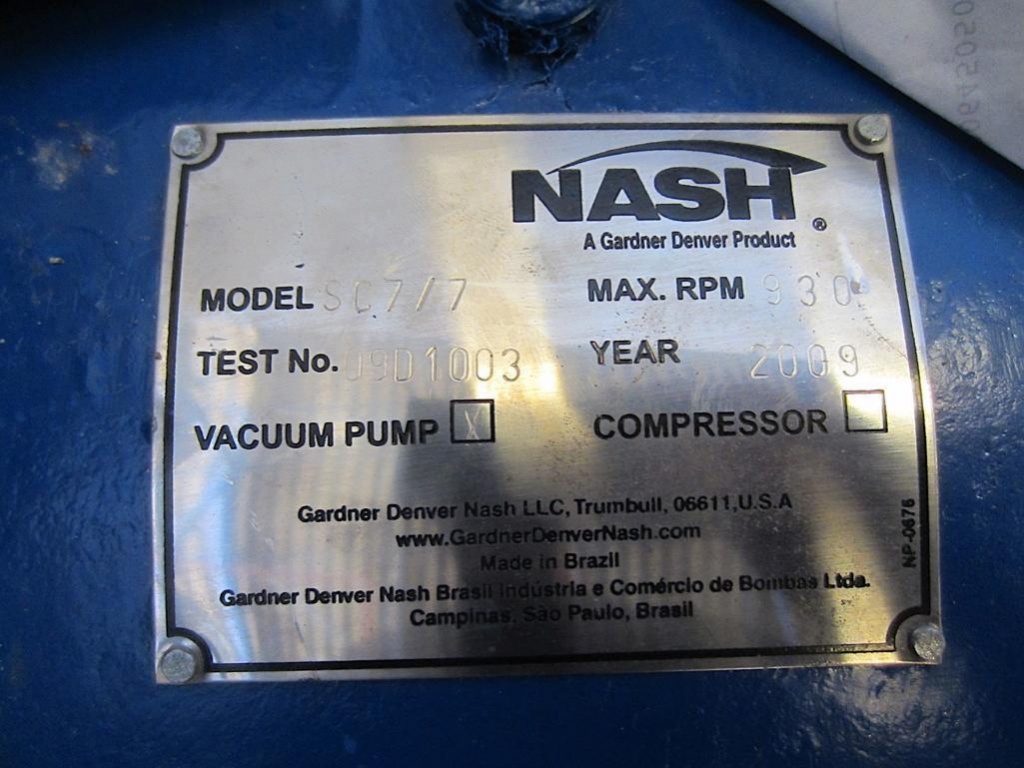 NASH®
A Gardner Denver Product
MODEL SC7/7 MAX. RPM 930
TEST No. 09D1003 YEAR 2009
VACUUM PUMP X COMPRESSOR
Gardner Denver Nash LLC, Trumbull, 06611, U.S.A
www.GardnerDenverNash.com
Made in Brazil
Gardner Denver Nash Brasil Indústria e Comércio de Bombas Ltda.
Campinas, São Paulo, Brasil
NP-0676